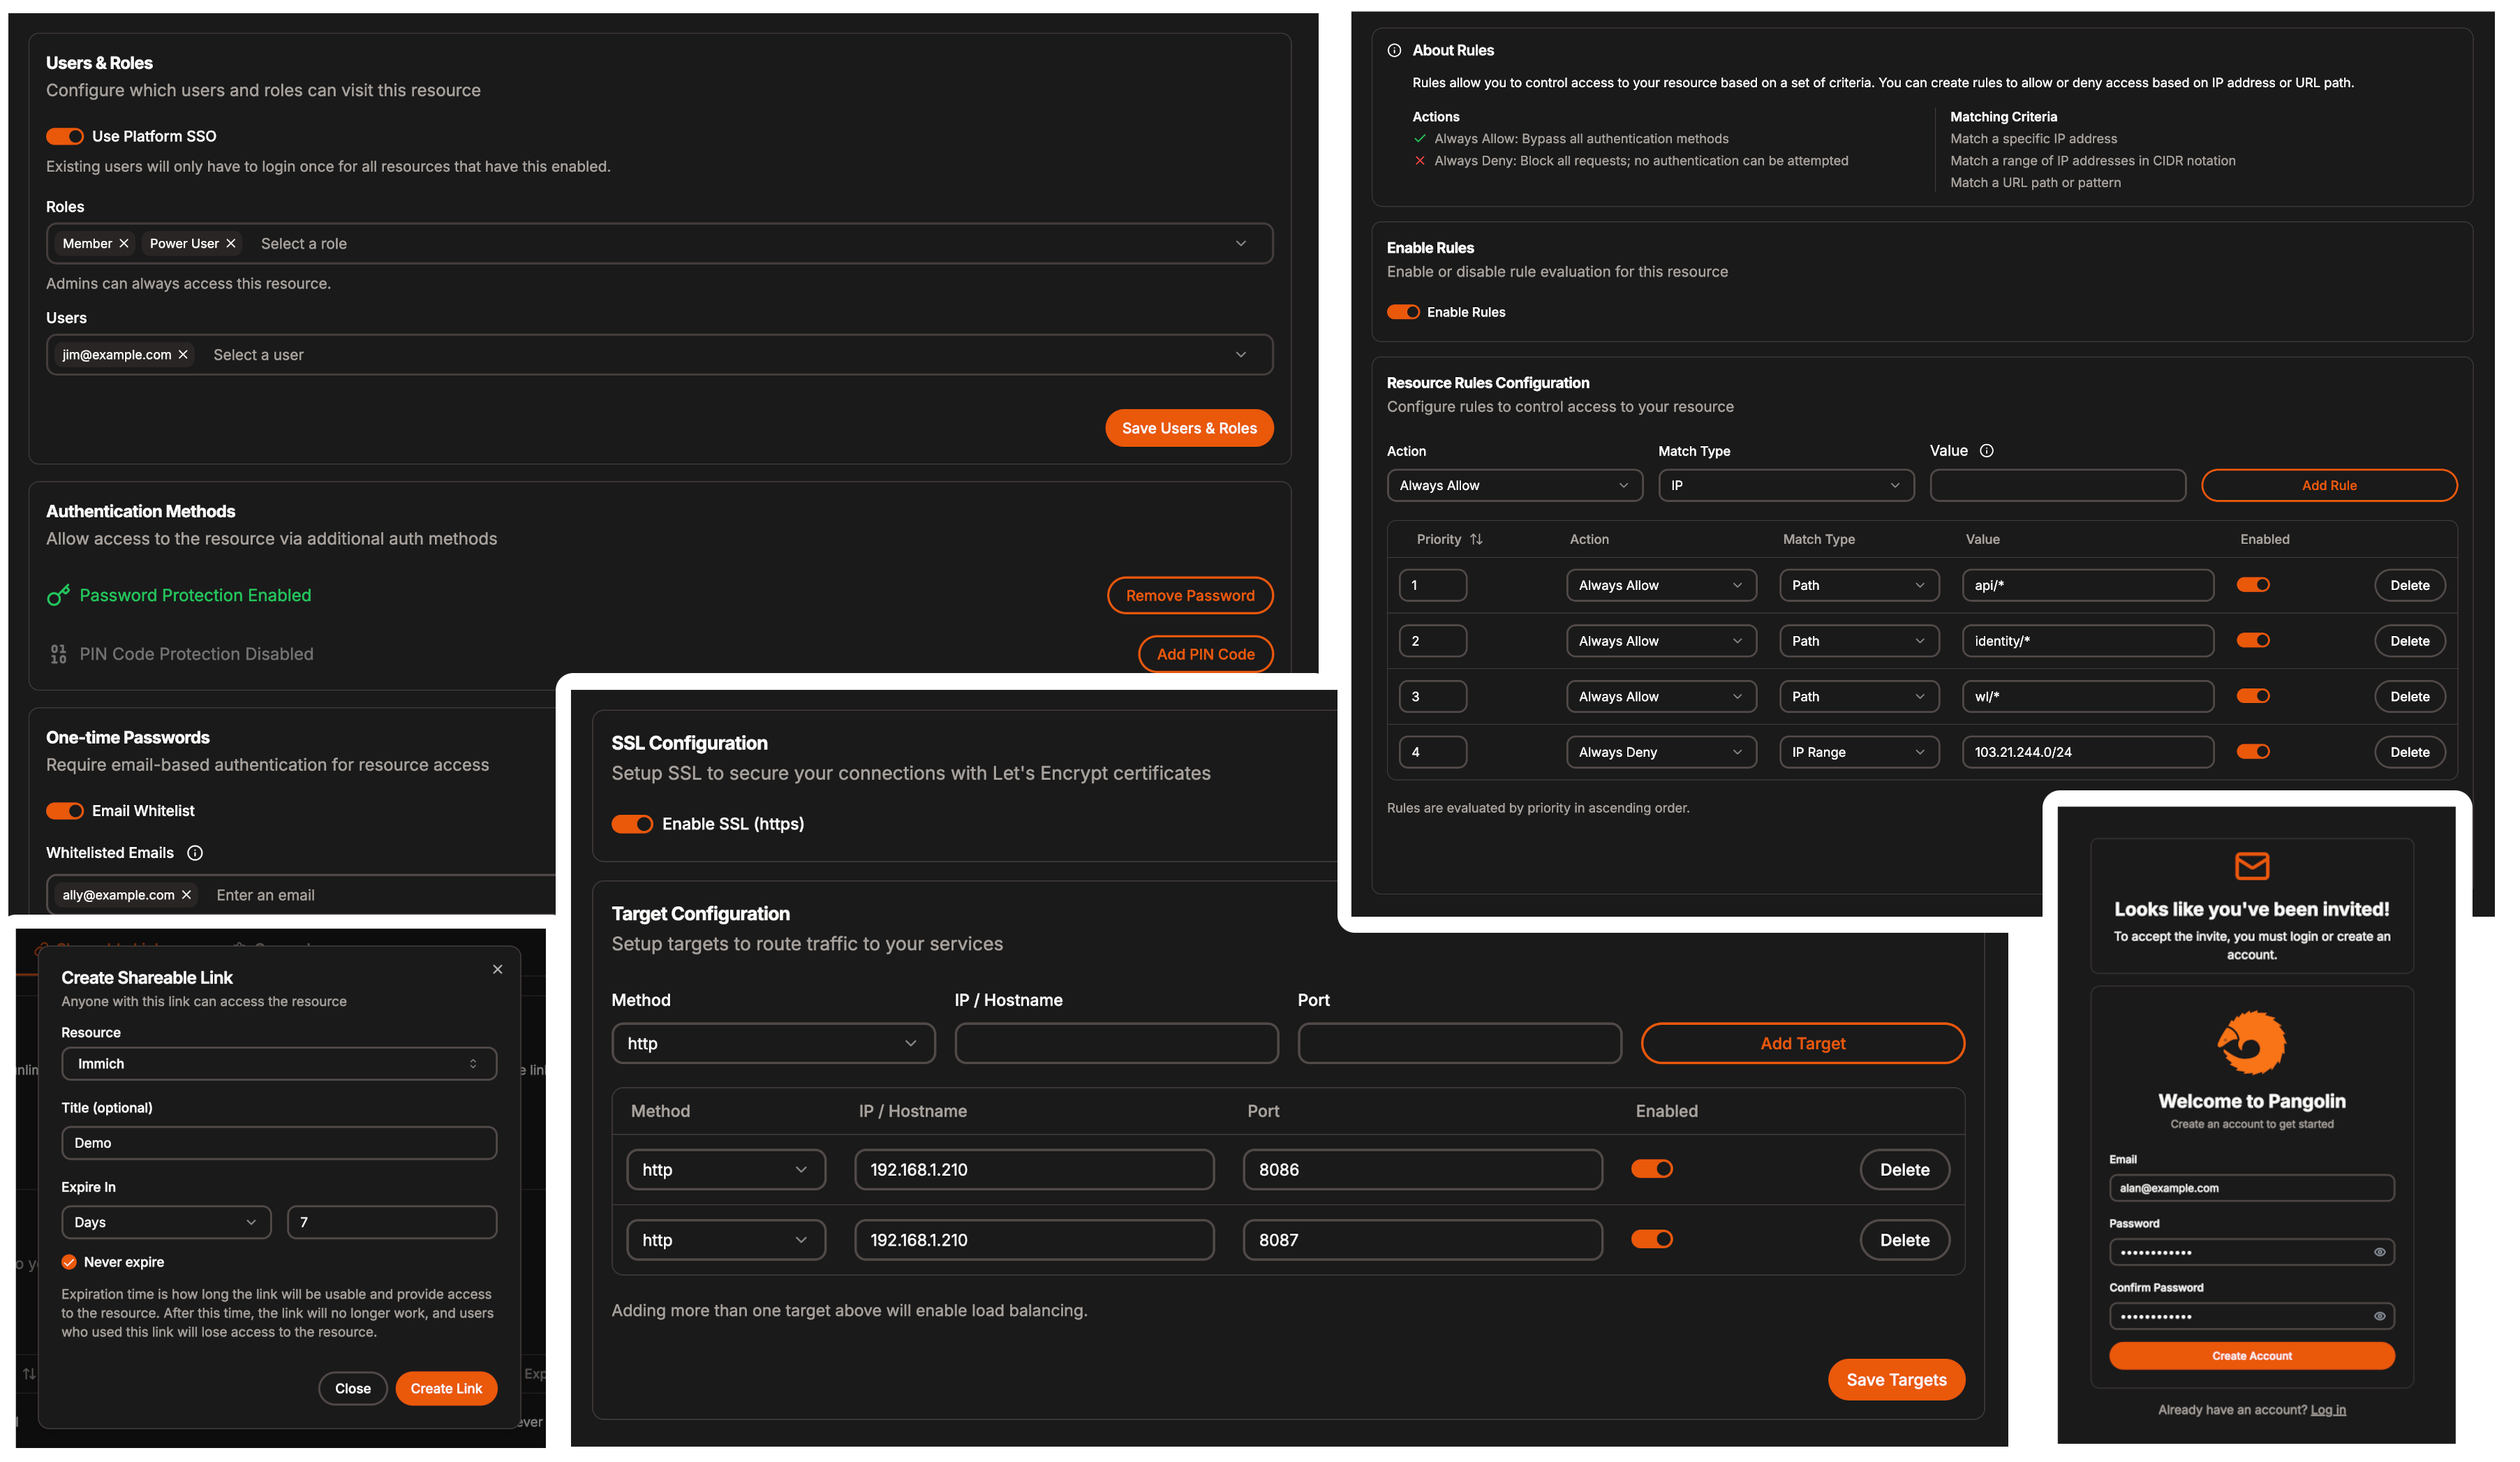 Users & Roles
Configure which users and roles can visit this resource
Use Platform SSO
Existing users will only have to login once for all resources that have this enabled.
Roles
Member Power User Select a role
Admins can always access this resource.
Users
jim@example.com Select a user
Save Users & Roles
Authentication Methods
Allow access to the resource via additional auth methods
Password Protection Enabled Remove Password
01
10
PIN Code Protection Disabled Add PIN Code
One-time Passwords
Require email-based authentication for resource access
Email Whitelist
Whitelisted Emails
ally@example.com Enter an email
About Rules
Rules allow you to control access to your resource based on a set of criteria. You can create rules to allow or deny access based on IP address or URL path.
Actions
Always Allow: Bypass all authentication methods
Always Deny: Block all requests; no authentication can be attempted
Matching Criteria
Match a specific IP address
Match a range of IP addresses in CIDR notation
Match a URL path or pattern
Enable Rules
Enable or disable rule evaluation for this resource
Enable Rules
Resource Rules Configuration
Configure rules to control access to your resource
Action Match Type Value
Always Allow IP Add Rule
Priority Action Match Type Value Enabled
1 Always Allow Path api/* Delete
2 Always Allow Path identity/* Delete
3 Always Allow Path wl/* Delete
4 Always Deny IP Range 103.21.244.0/24 Delete
Rules are evaluated by priority in ascending order.
Create Shareable Link
Anyone with this link can access the resource
Resource
Immich
Title (optional)
Demo
Expire In
Days 7
Never expire
Expiration time is how long the link will be usable and provide access
to the resource. After this time, the link will no longer work, and users
who used this link will lose access to the resource.
Close Create Link
SSL Configuration
Setup SSL to secure your connections with Let's Encrypt certificates
Enable SSL (https)
Target Configuration
Setup targets to route traffic to your services
Method IP / Hostname Port
http Add Target
Method IP / Hostname Port Enabled
http 192.168.1.210 8086 Delete
http 192.168.1.210 8087 Delete
Adding more than one target above will enable load balancing.
Save Targets
Looks like you've been invited!
To accept the invite, you must login or create an
account.
Welcome to Pangolin
Create an account to get started
Email
alan@example.com
Password
Confirm Password
Create Account
Already have an account? Log in